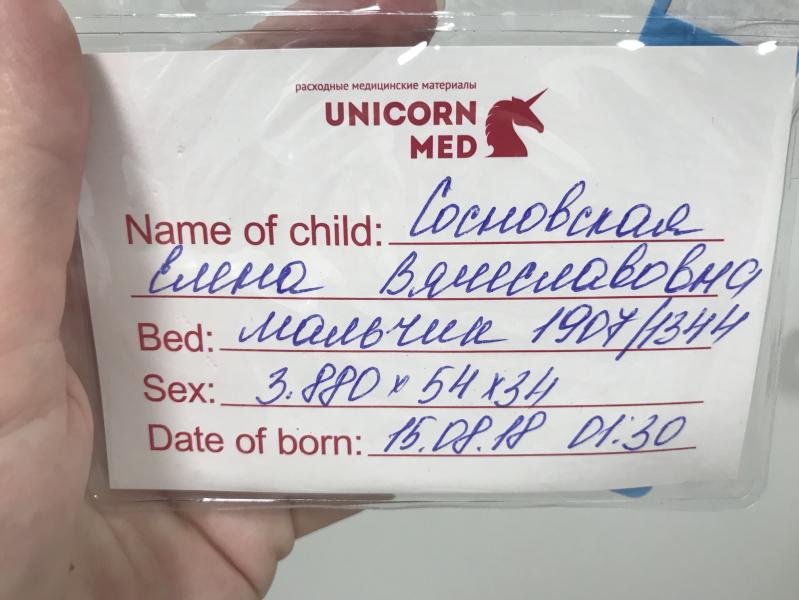 расходные медицинские материалы
UNICORN
MED
Name of child: Сосновская
Елена Вячеславовна
Bed: мальчик 1907/1344
Sex: 3.880 x 54 x 34
Date of born: 15.08.18 01:30